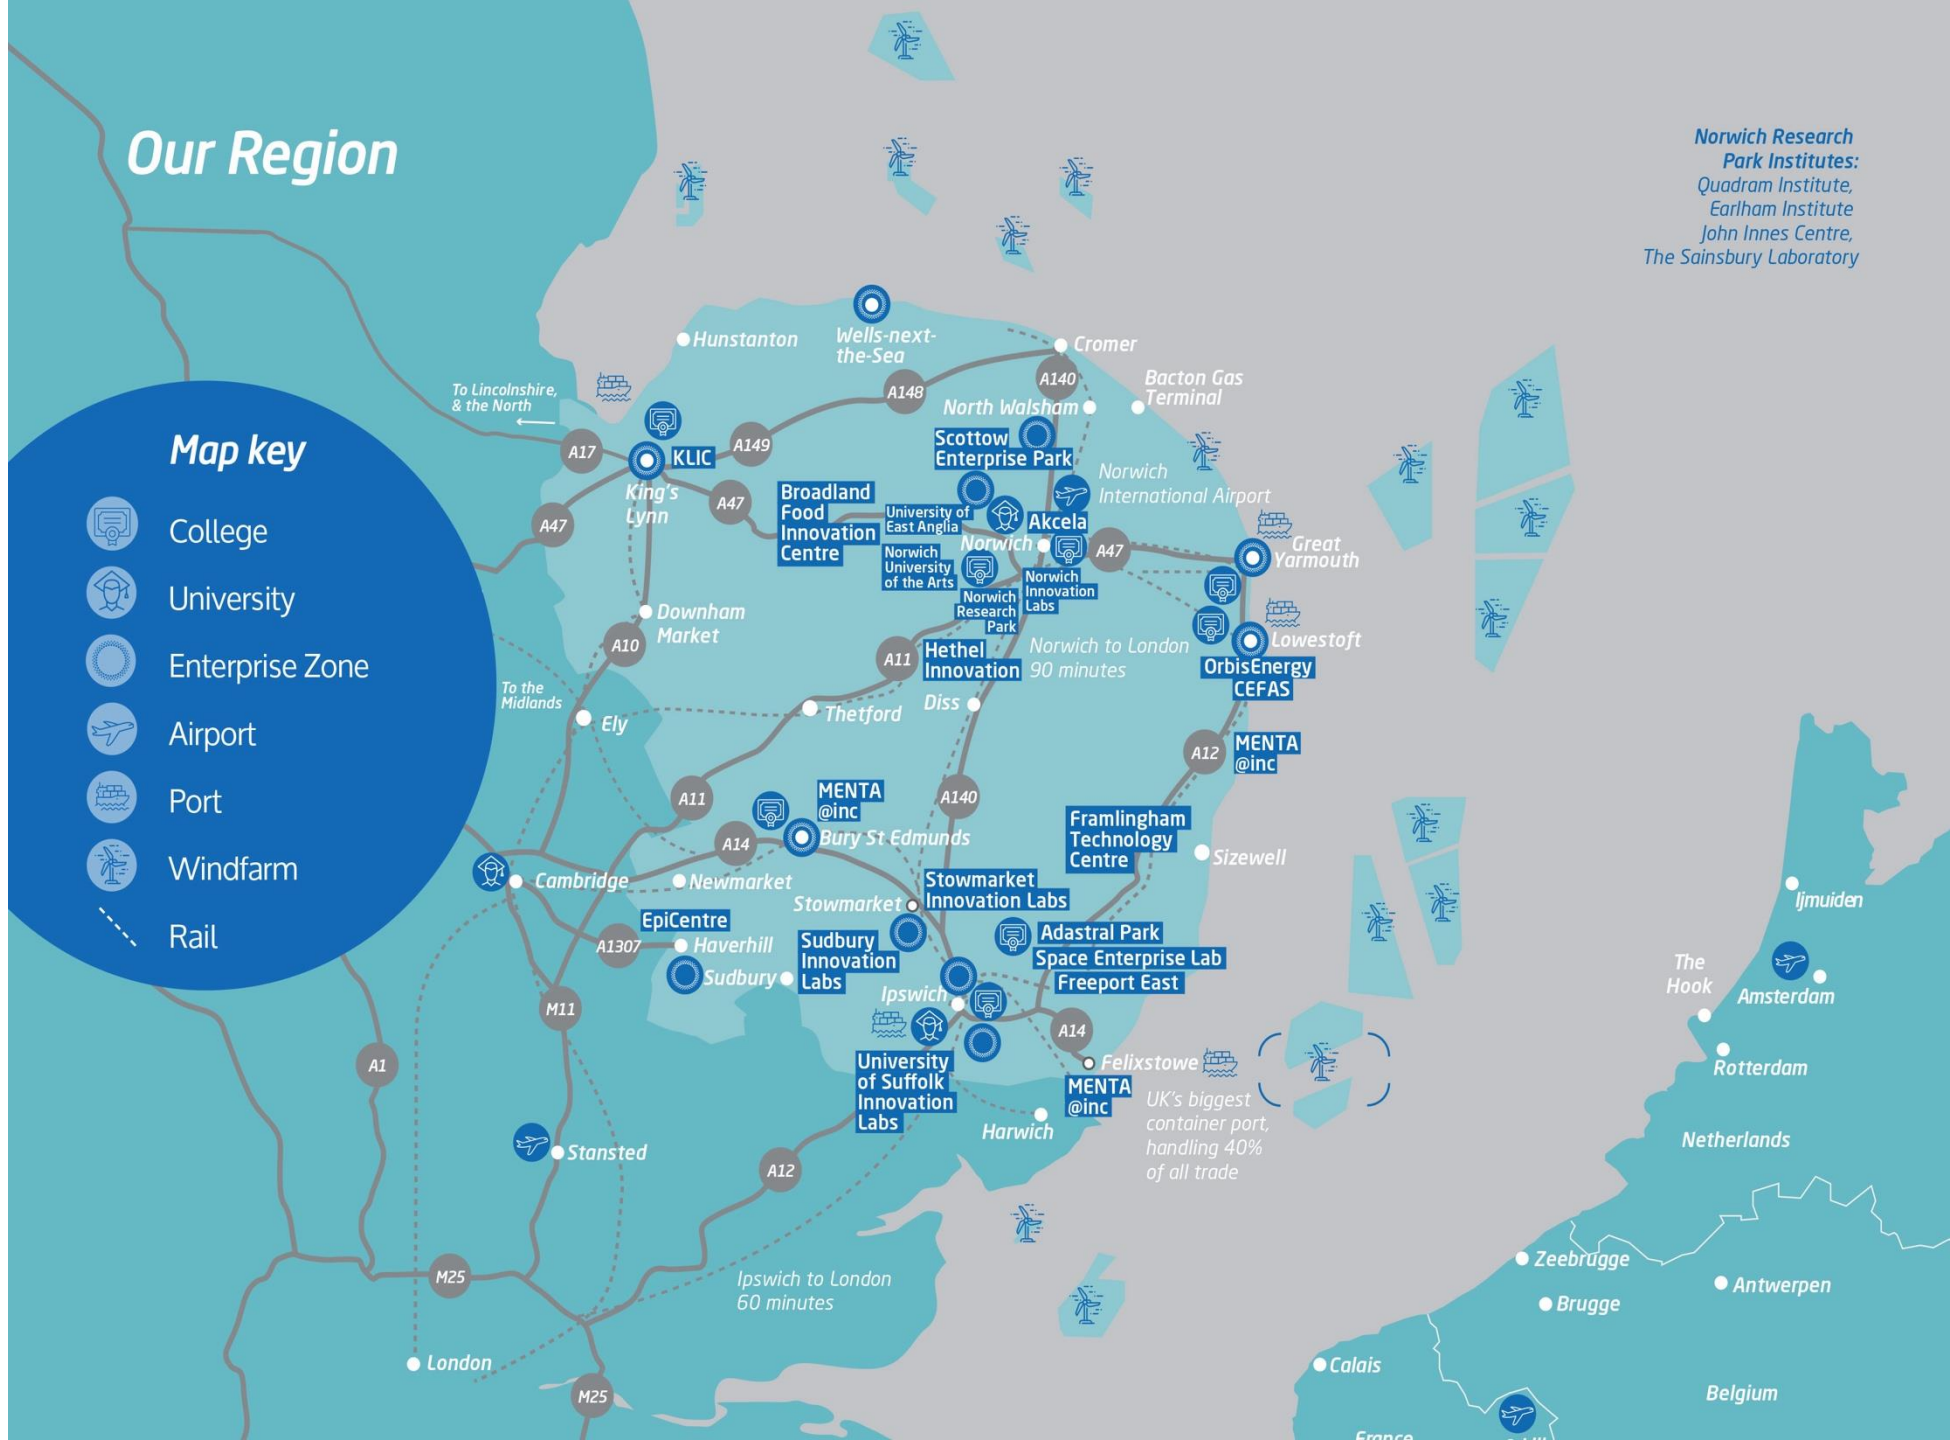 Our Region
Norwich Research
Park Institutes:
Quadram Institute,
Earlham Institute
John Innes Centre,
The Sainsbury Laboratory
Map key
College
University
Enterprise Zone
Airport
Port
Windfarm
Rail
Hunstanton
Wells-next-
the-Sea
Cromer
A140
A148
Bacton Gas
Terminal
North Walsham
To Lincolnshire,
& the North
A17
A149
KLIC
King's
Lynn
A47
A47
Scottow
Enterprise Park
Norwich
International Airport
Broadland
Food
Innovation
Centre
University of
East Anglia
Akcela
Norwich
A47
Great
Yarmouth
Norwich
University
of the Arts
Norwich
Innovation
Labs
Norwich
Research
Park
Downham
Market
A10
A11
Hethel
Innovation
Norwich to London
90 minutes
Lowestoft
OrbisEnergy
CEFAS
To the
Midlands
Ely
Thetford
Diss
A12
MENTA
@inc
A11
A140
MENTA
@inc
A14
Bury St Edmunds
Framlingham
Technology
Centre
Sizewell
Cambridge
Newmarket
Stowmarket
Stowmarket
Innovation Labs
EpiCentre
A1307
Haverhill
Sudbury
Sudbury
Innovation
Labs
Adastral Park
Space Enterprise Lab
Freeport East
Ipswich
M11
A14
A1
Felixstowe
University
of Suffolk
Innovation
Labs
MENTA
@inc
UK's biggest
container port,
handling 40%
of all trade
Harwich
Stansted
A12
M25
Ipswich to London
60 minutes
London
M25
Ijmuiden
The
Hook
Amsterdam
Rotterdam
Netherlands
Zeebrugge
Antwerpen
Brugge
Calais
Belgium
France